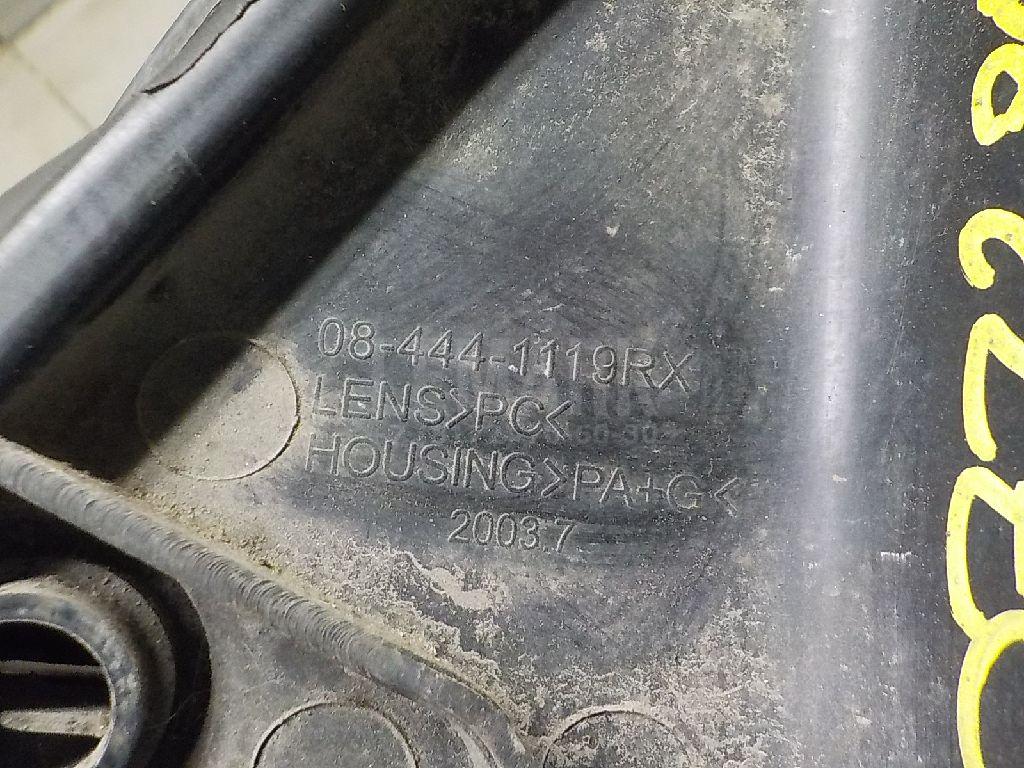 08-444-1119RX
LENS>PC<
HOUSING>PA+G<
2003.7